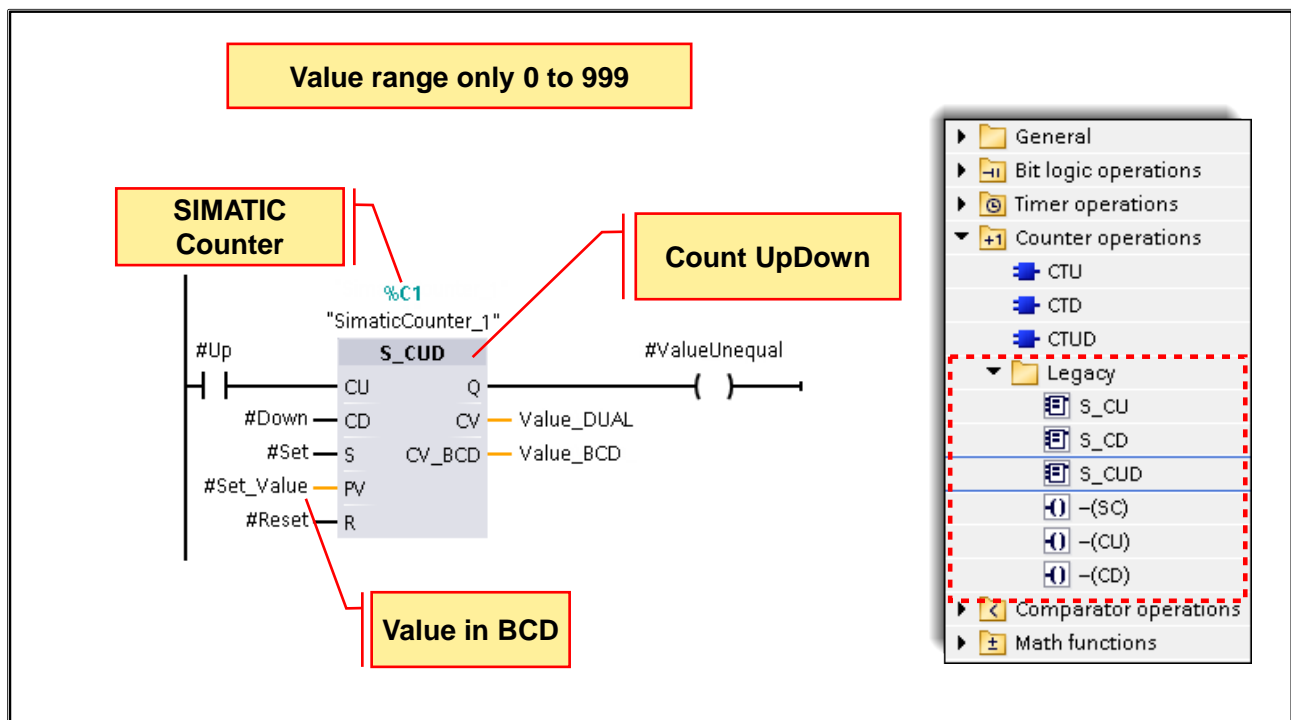 Value range only 0 to 999
SIMATIC
Counter
Count UpDown
%C1
"SimaticCounter_1"
#Up
S_CUD
#ValueUnequal
CU
Q
#Down
CD
CV
Value_DUAL
#Set
S
CV_BCD
Value_BCD
#Set_Value
PV
#Reset
R
Value in BCD
General
Bit logic operations
Timer operations
+1 Counter operations
CTU
CTD
CTUD
Legacy
S_CU
S_CD
S_CUD
–(SC)
–(CU)
–(CD)
Comparator operations
Math functions